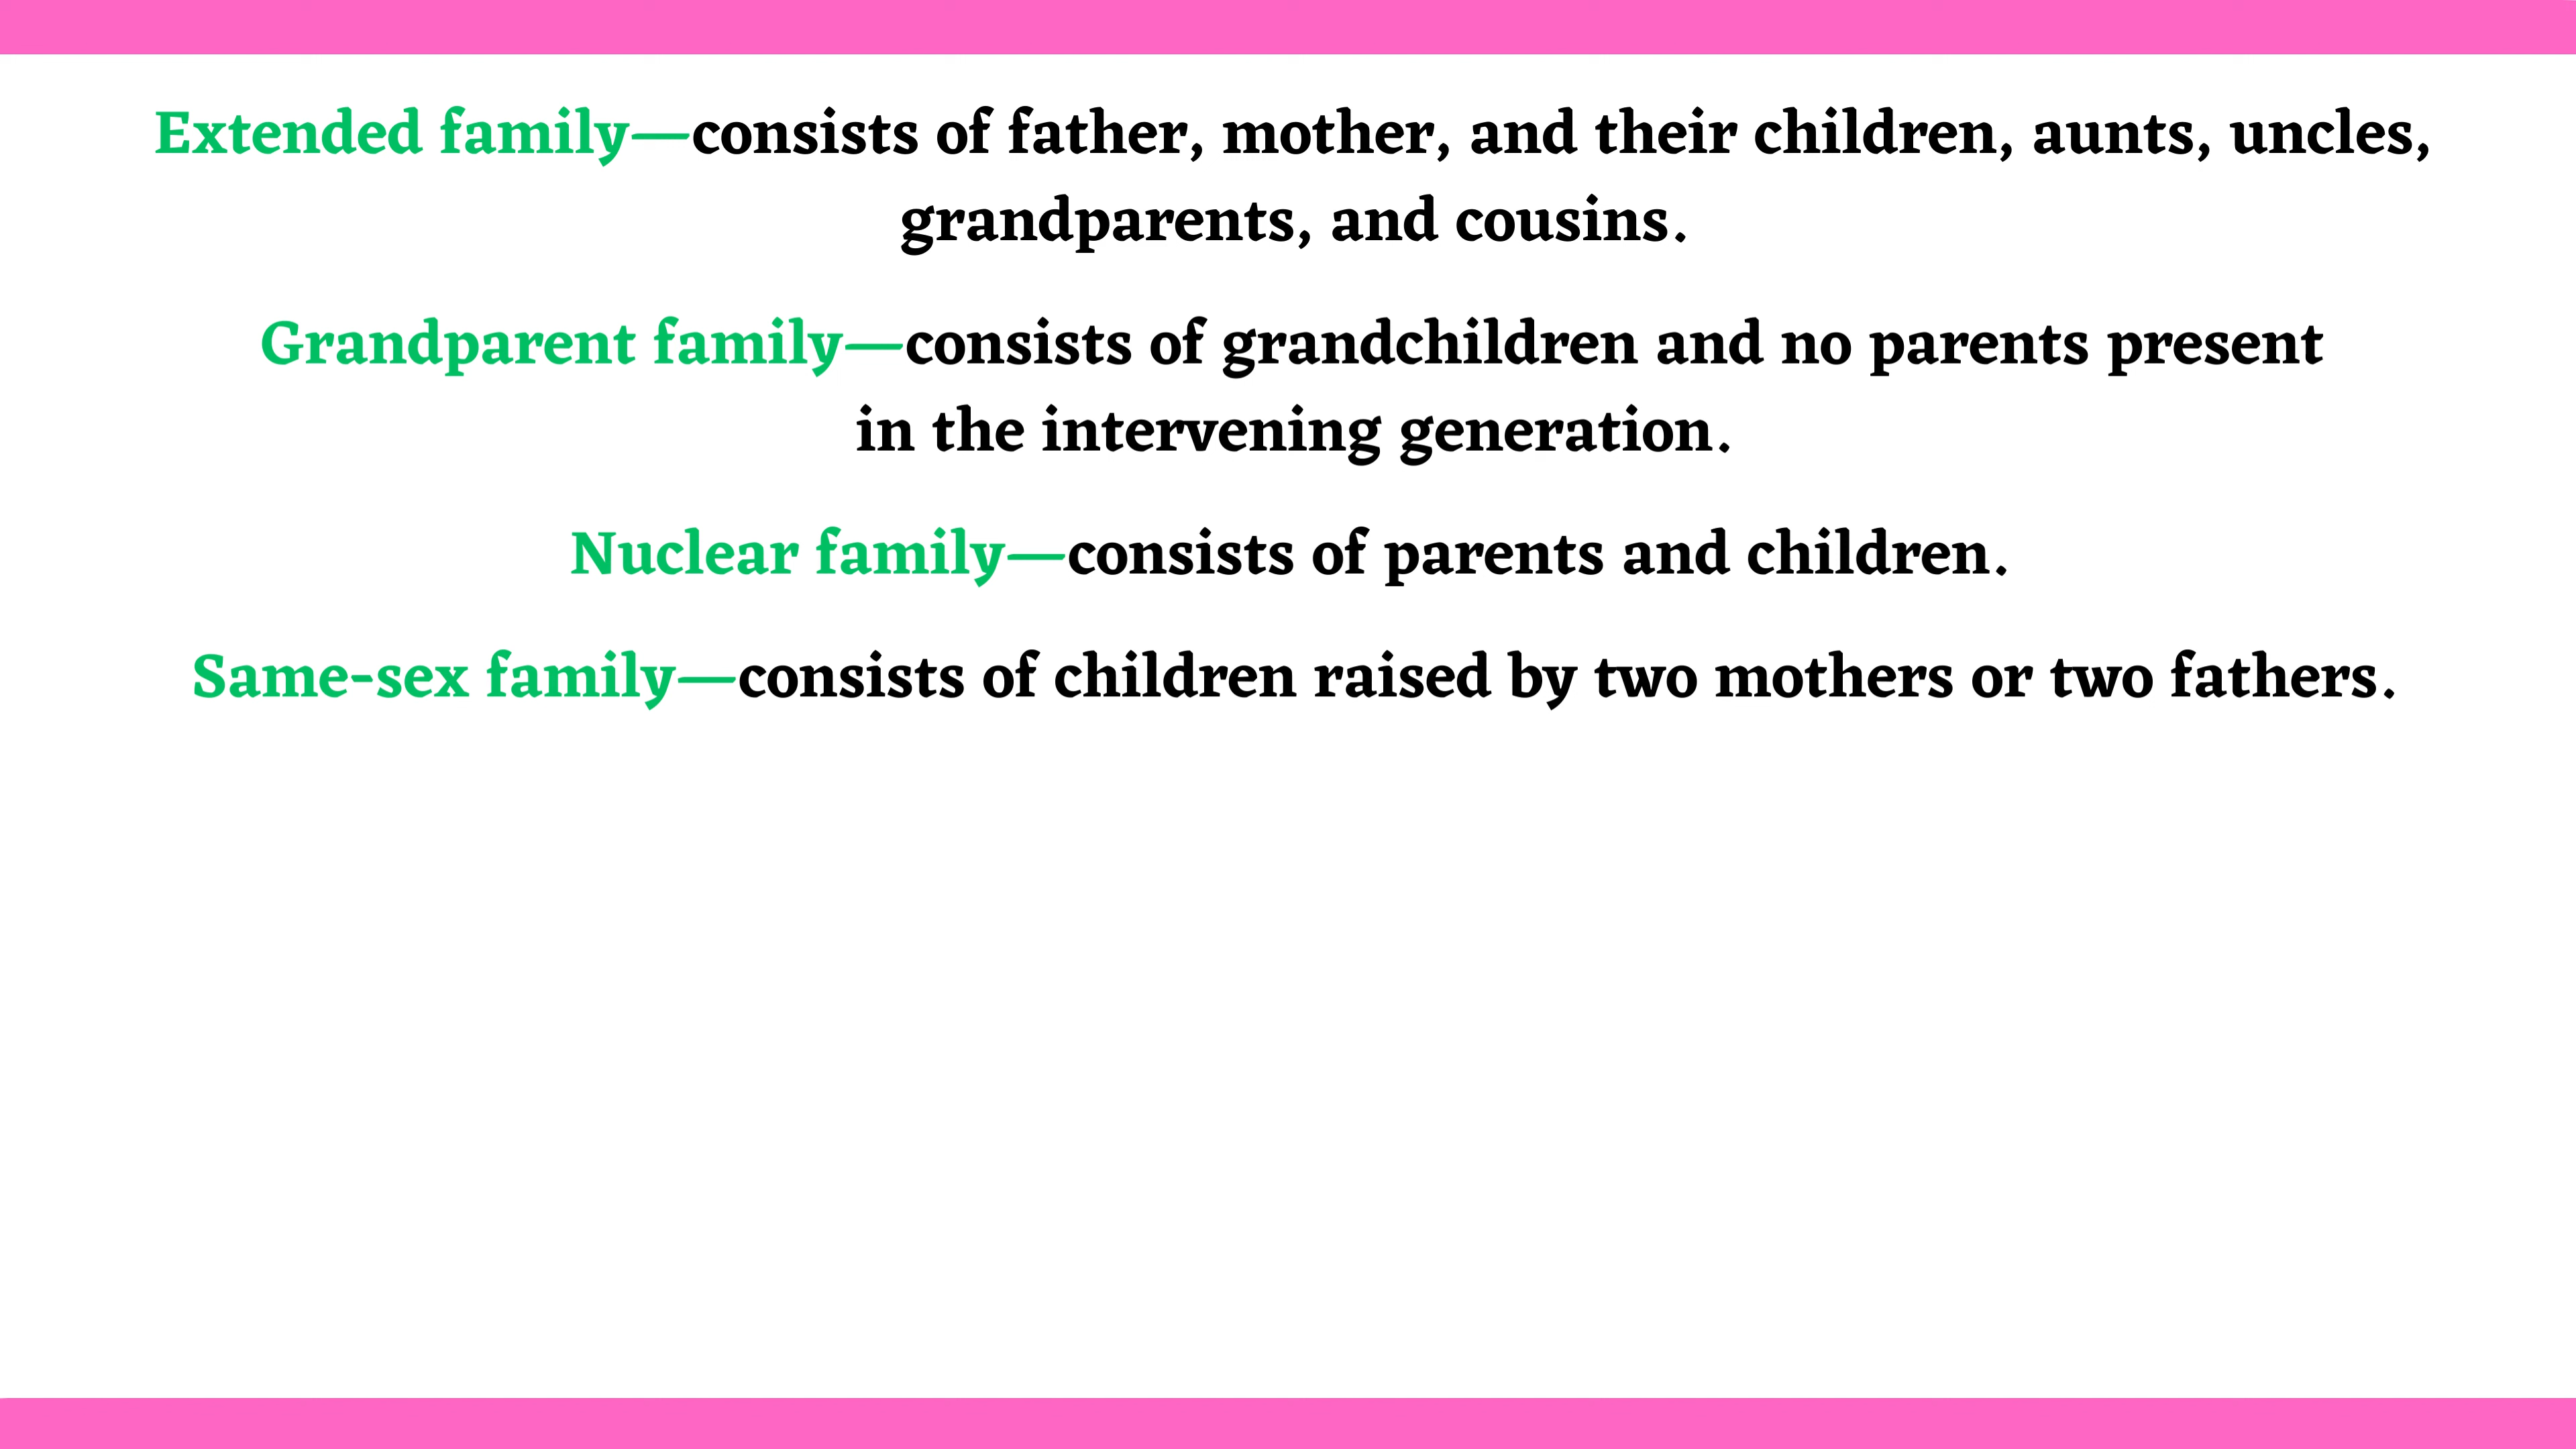 Extended family—consists of father, mother, and their children, aunts, uncles,
grandparents, and cousins.
Grandparent family—consists of grandchildren and no parents present
in the intervening generation.
Nuclear family—consists of parents and children.
Same-sex family—consists of children raised by two mothers or two fathers.